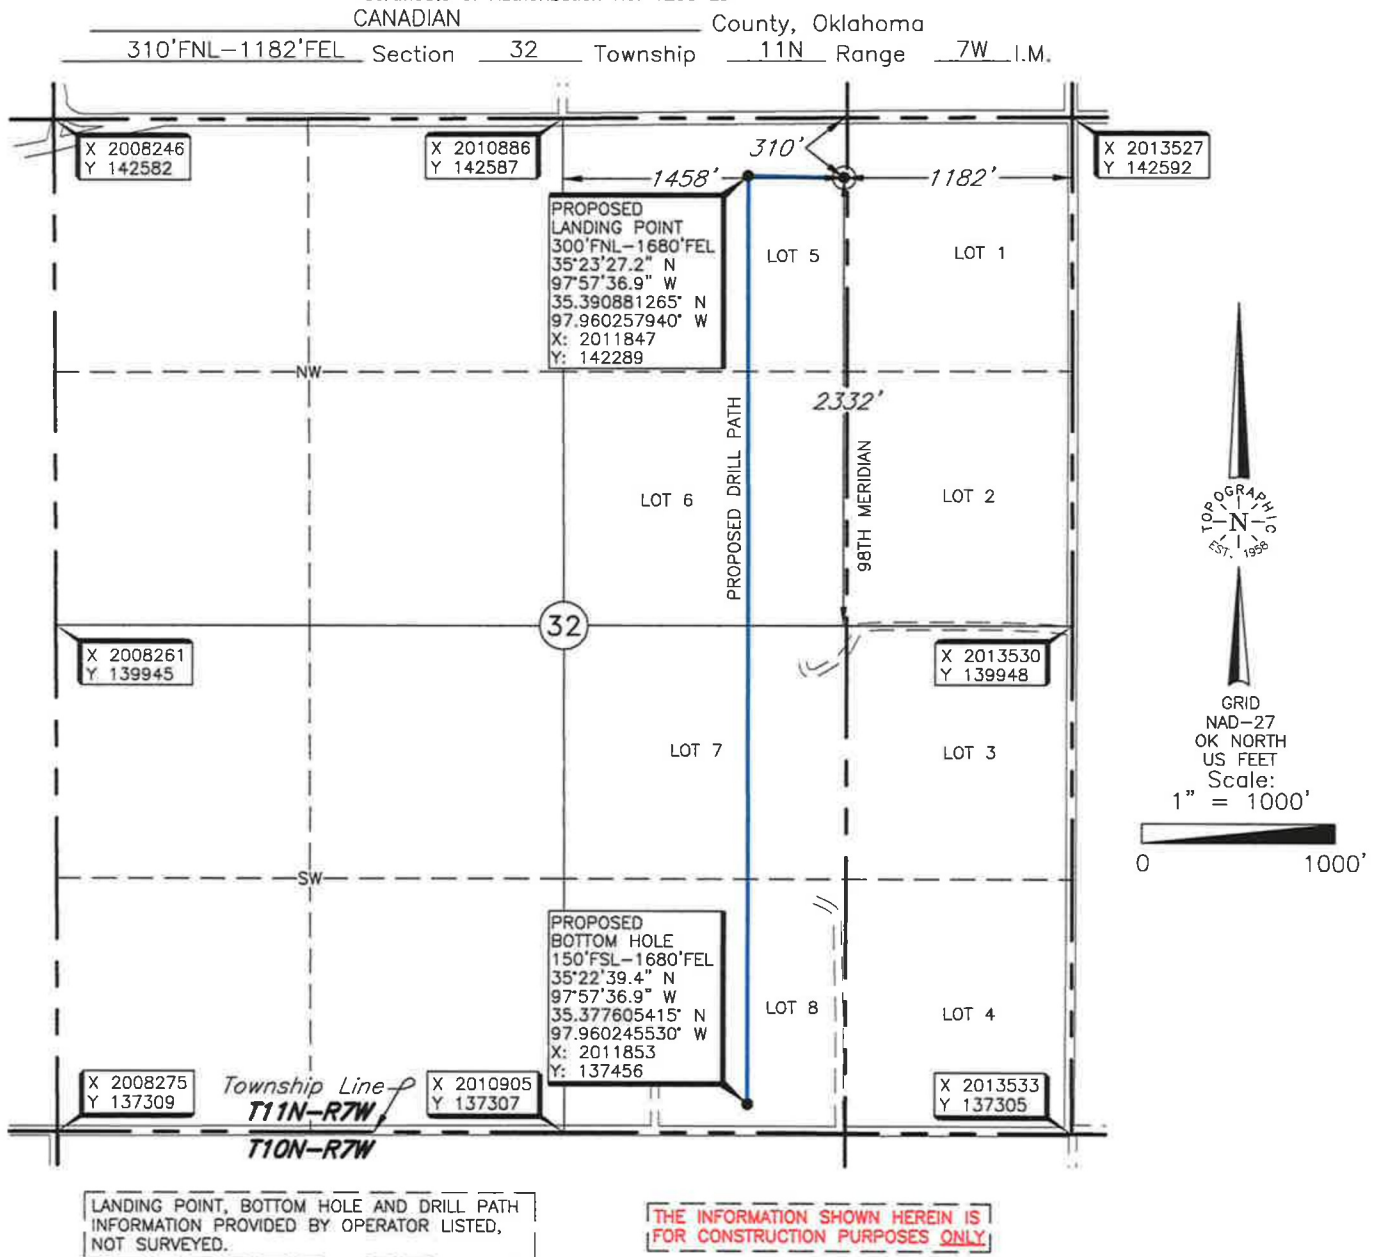 CANADIAN County, Oklahoma
310'FNL-1182'FEL Section 32 Township 11N Range 7W I.M.
X 2008246
Y 142582
X 2010886
Y 142587
310'
X 2013527
Y 142592
1458'
1182'
PROPOSED
LANDING POINT
300'FNL-1680'FEL
35°23'27.2" N
97°57'36.9" W
35.390881265° N
97.960257940° W
X: 2011847
Y: 142289
LOT 5
LOT 1
NW
2332'
PROPOSED DRILL PATH
98TH MERIDIAN
LOT 6
LOT 2
TOPOGRAPHIC
N
EST. 1958
32
X 2008261
Y 139945
X 2013530
Y 139948
GRID
NAD-27
OK NORTH
US FEET
Scale:
1" = 1000'
0 1000'
LOT 7
LOT 3
SW
PROPOSED
BOTTOM HOLE
150'FSL-1680'FEL
35°22'39.4" N
97°57'36.9" W
35.377605415° N
97.960245530° W
X: 2011853
Y: 137456
LOT 8
LOT 4
X 2008275
Y 137309
Township Line
T11N-R7W
T10N-R7W
X 2010905
Y 137307
X 2013533
Y 137305
LANDING POINT, BOTTOM HOLE AND DRILL PATH
INFORMATION PROVIDED BY OPERATOR LISTED,
NOT SURVEYED.
THE INFORMATION SHOWN HEREIN IS
FOR CONSTRUCTION PURPOSES ONLY